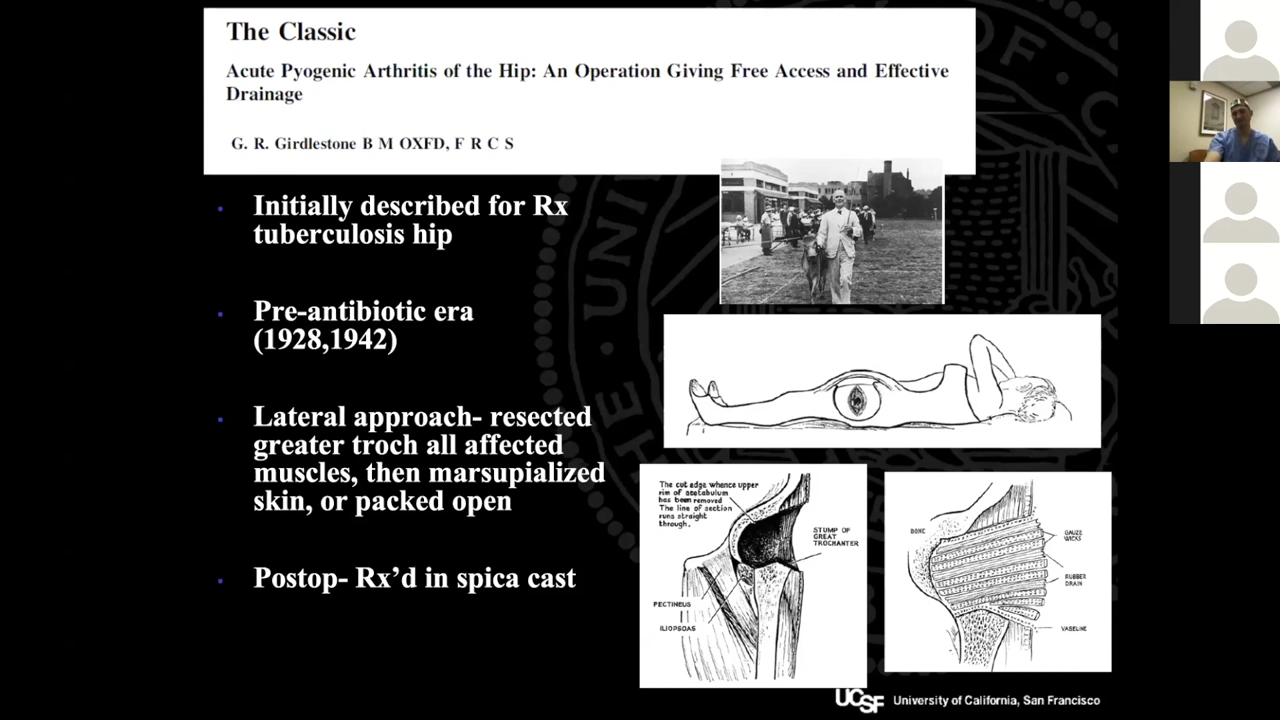 The Classic
Acute Pyogenic Arthritis of the Hip: An Operation Giving Free Access and Effective
Drainage
G. R. Girdlestone B M OXFD, F R C S
Initially described for Rx
tuberculosis hip
Pre-antibiotic era
(1928,1942)
Lateral approach- resected
greater troch all affected
muscles, then marsupialized
skin, or packed open
Postop- Rx’d in spica cast
The cut edge whence upper
rim of acetabulum
has been removed
The line of section
runs straight
through.
STUMP OF
GREAT
TROCHANTER
PECTINEUS
ILIOPSOAS
BONE
GAUZE
WICKS
RUBBER
DRAIN
VASELINE
UCSF University of California, San Francisco